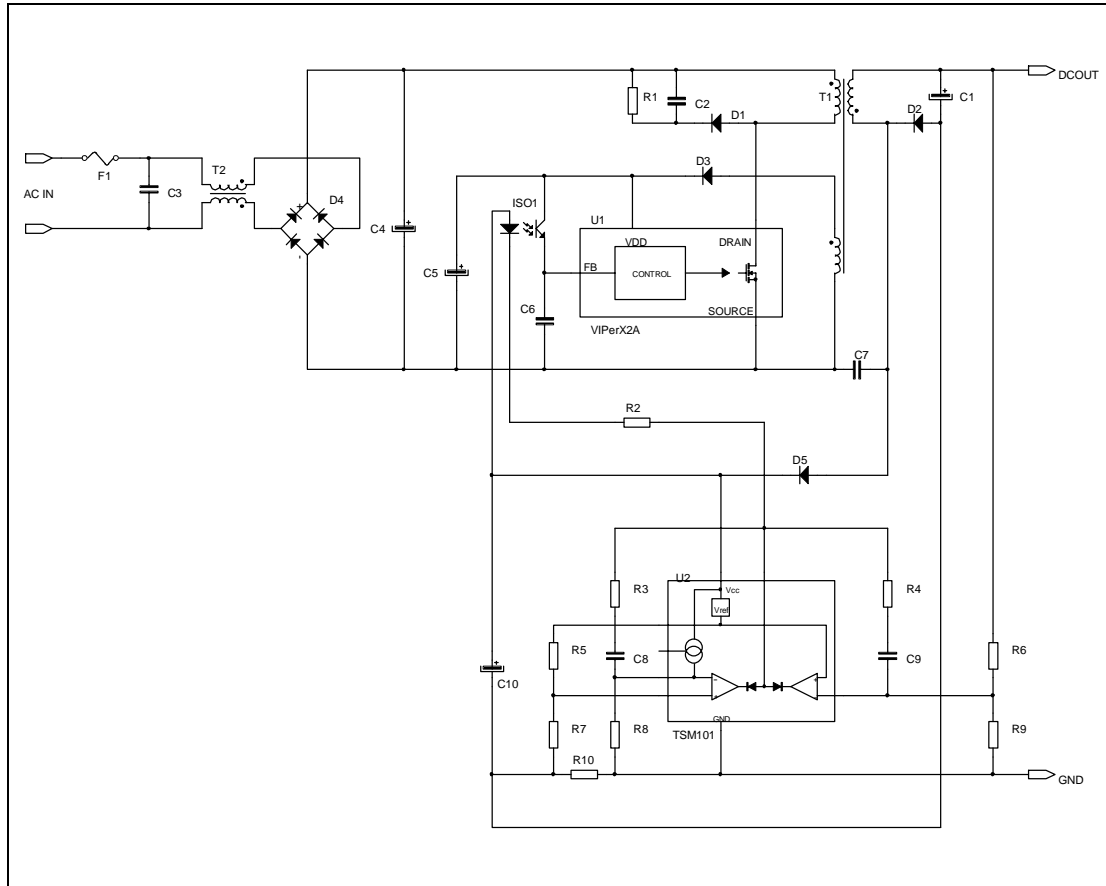 DCOUT
R1
C2
T1
C1
D1
D2
F1
T2
D3
AC IN
C3
D4
ISO1
U1
C4
VDD
DRAIN
C5
FB
CONTROL
C6
SOURCE
VIPerX2A
C7
R2
D5
U2
R3
Vcc
R4
Vref
R5
C8
C9
R6
C10
R7
R8
GND
R9
TSM101
R10
GND